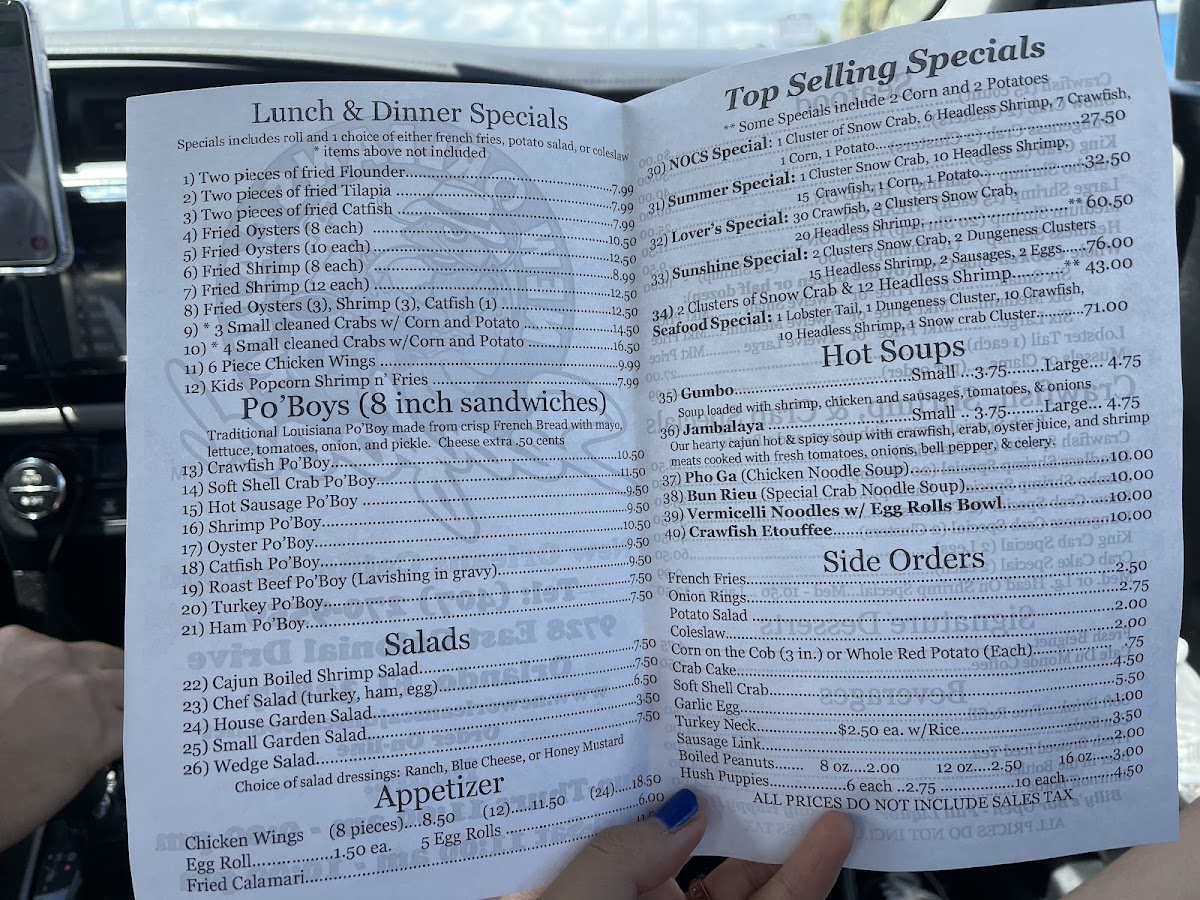 Lunch & Dinner Specials
Specials includes roll and 1 choice of either french fries, potato salad, or coleslaw
* items above not included
1) Two pieces of fried Flounder...7.99
2) Two pieces of fried Tilapia...7.99
3) Two pieces of fried Catfish...7.99
4) Fried Oysters (8 each)...10.50
5) Fried Oysters (10 each)...12.50
6) Fried Shrimp (8 each)...8.99
7) Fried Shrimp (12 each)...12.50
8) Fried Oysters (3), Shrimp (3), Catfish (1)...12.50
9) * 3 Small cleaned Crabs w/ Corn and Potato...14.50
10) * 4 Small cleaned Crabs w/Corn and Potato...16.50
11) 6 Piece Chicken Wings...9.99
12) Kids Popcorn Shrimp n' Fries...7.99
Po'Boys (8 inch sandwiches)
Traditional Louisiana Po'Boy made from crisp French Bread with mayo,
lettuce, tomatoes, onion, and pickle. Cheese extra .50 cents
13) Crawfish Po'Boy...10.50
14) Soft Shell Crab Po'Boy...11.50
15) Hot Sausage Po'Boy...9.50
16) Shrimp Po'Boy...9.50
17) Oyster Po'Boy...10.50
18) Catfish Po'Boy...9.50
19) Roast Beef Po'Boy (Lavishing in gravy)...9.50
20) Turkey Po'Boy...7.50
21) Ham Po'Boy...7.50
Salads
22) Cajun Boiled Shrimp Salad...7.50
23) Chef Salad (turkey, ham, egg)...7.50
24) House Garden Salad...6.50
25) Small Garden Salad...3.50
26) Wedge Salad...7.50
Choice of salad dressings: Ranch, Blue Cheese, or Honey Mustard
Appetizer
Chicken Wings (8 pieces)....8.50 (12)....11.50 (24)....18.50
Egg Roll...1.50 ea. 5 Egg Rolls...6.00
Fried Calamari...
Top Selling Specials
** Some Specials include 2 Corn and 2 Potatoes
30) NOCS Special: 1 Cluster of Snow Crab, 6 Headless Shrimp, 7 Crawfish,
1 Corn, 1 Potato...27.50
31) Summer Special: 1 Cluster Snow Crab, 10 Headless Shrimp,
15 Crawfish, 1 Corn, 1 Potato...32.50
32) Lover's Special: 30 Crawfish, 2 Clusters Snow Crab,
20 Headless Shrimp,...** 60.50
33) Sunshine Special: 2 Clusters Snow Crab, 2 Dungeness Clusters
15 Headless Shrimp, 2 Sausages, 2 Eggs.....76.00
34) 2 Clusters of Snow Crab & 12 Headless Shrimp...** 43.00
Seafood Special: 1 Lobster Tail, 1 Dungeness Cluster, 10 Crawfish,
10 Headless Shrimp, 1 Snow crab Cluster...71.00
Hot Soups
35) Gumbo...Small ...3.75...Large... 4.75
Soup loaded with shrimp, chicken and sausages, tomatoes, & onions
36) Jambalaya...Small .. 3.75...Large... 4.75
Our hearty cajun hot & spicy soup with crawfish, crab, oyster juice, and shrimp
meats cooked with fresh tomatoes, onions, bell pepper, & celery.
37) Pho Ga (Chicken Noodle Soup)...10.00
38) Bun Rieu (Special Crab Noodle Soup)...10.00
39) Vermicelli Noodles w/ Egg Rolls Bowl...10.00
40) Crawfish Etouffee...10.00
Side Orders
French Fries...2.50
Onion Rings...2.75
Potato Salad...2.00
Coleslaw...2.00
Corn on the Cob (3 in.) or Whole Red Potato (Each)....75
Crab Cake...4.50
Soft Shell Crab...5.50
Garlic Egg...1.00
Turkey Neck...$2.50 ea. w/Rice...3.50
Sausage Link...2.00
Boiled Peanuts....... 8 oz....2.00 12 oz....2.50 16 oz....3.00
Hush Puppies...6 each ..2.75 ...10 each...4.50
ALL PRICES DO NOT INCLUDE SALES TAX